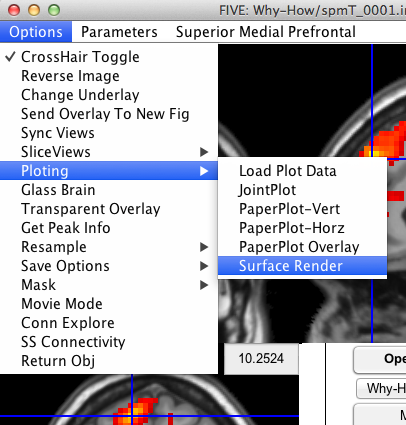 FIVE: Why-How/spmT_0001.i
Options Parameters Superior Medial Prefrontal
✓ CrossHair Toggle
Reverse Image
Change Underlay
Send Overlay To New Fig
Sync Views
SliceViews
Ploting
Glass Brain
Transparent Overlay
Get Peak Info
Resample
Save Options
Mask
Movie Mode
Conn Explore
SS Connectivity
Return Obj
Load Plot Data
JointPlot
PaperPlot-Vert
PaperPlot-Horz
PaperPlot Overlay
Surface Render
10.2524
Ope
Why-H
M